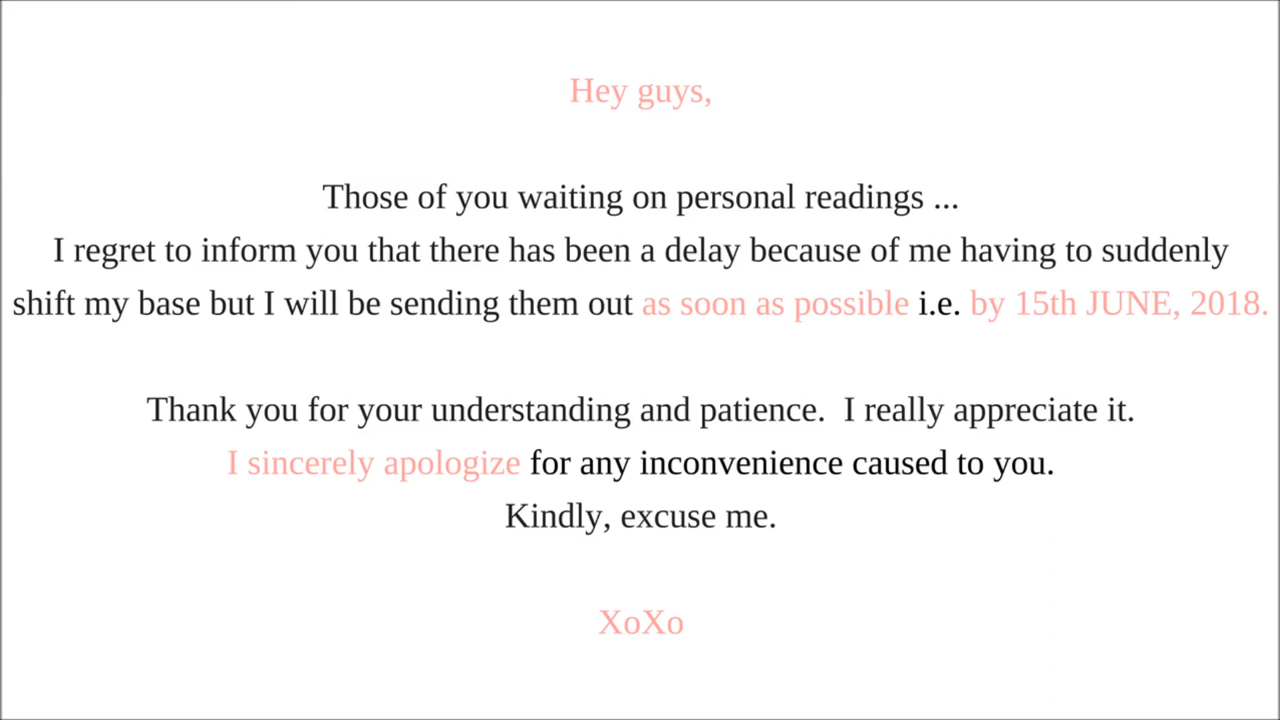 Hey guys,
Those of you waiting on personal readings ...
I regret to inform you that there has been a delay because of me having to suddenly
shift my base but I will be sending them out as soon as possible i.e. by 15th JUNE, 2018.
Thank you for your understanding and patience.  I really appreciate it.
I sincerely apologize for any inconvenience caused to you.
Kindly, excuse me.
XoXo